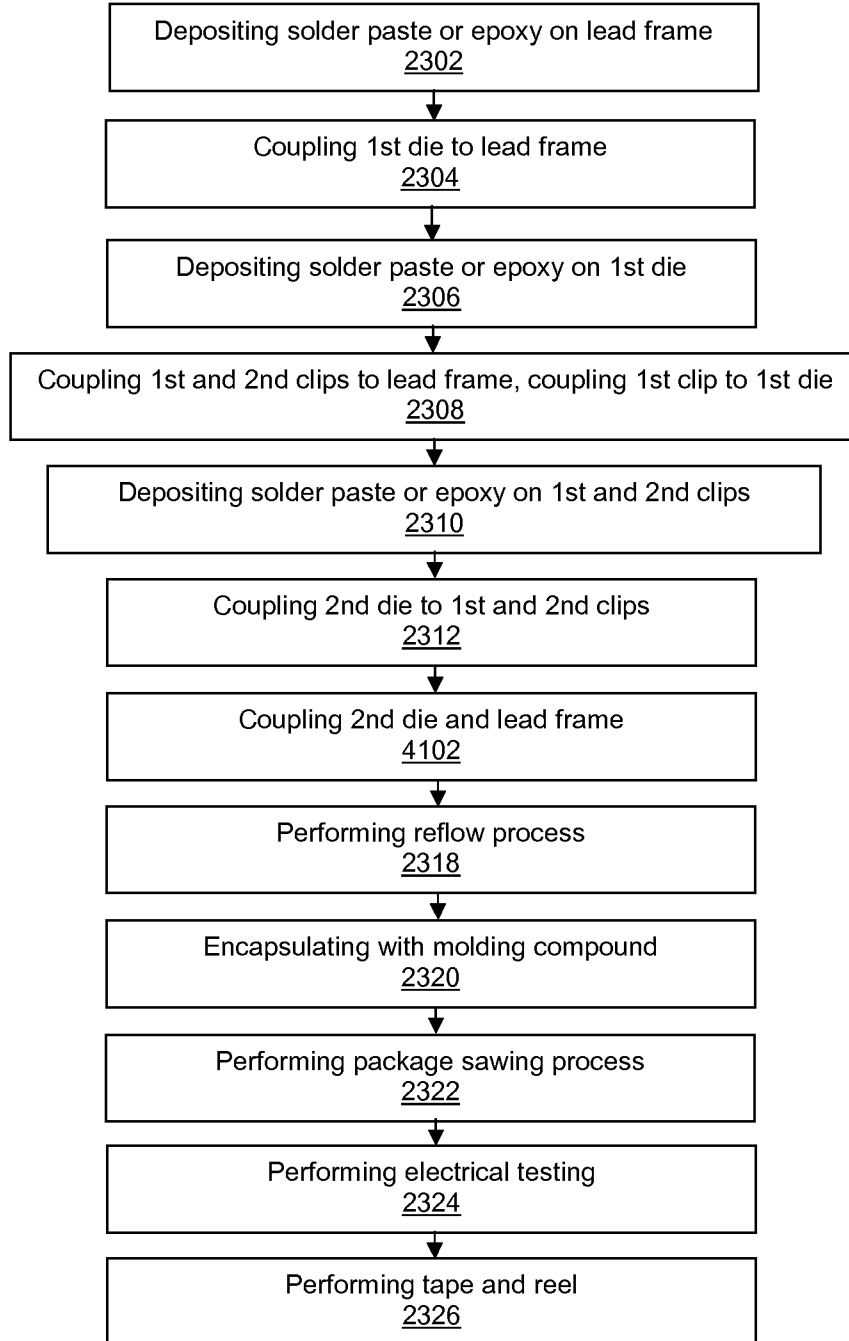 Depositing solder paste or epoxy on lead frame
2302
Coupling 1st die to lead frame
2304
Depositing solder paste or epoxy on 1st die
2306
Coupling 1st and 2nd clips to lead frame, coupling 1st clip to 1st die
2308
Depositing solder paste or epoxy on 1st and 2nd clips
2310
Coupling 2nd die to 1st and 2nd clips
2312
Coupling 2nd die and lead frame
4102
Performing reflow process
2318
Encapsulating with molding compound
2320
Performing package sawing process
2322
Performing electrical testing
2324
Performing tape and reel
2326